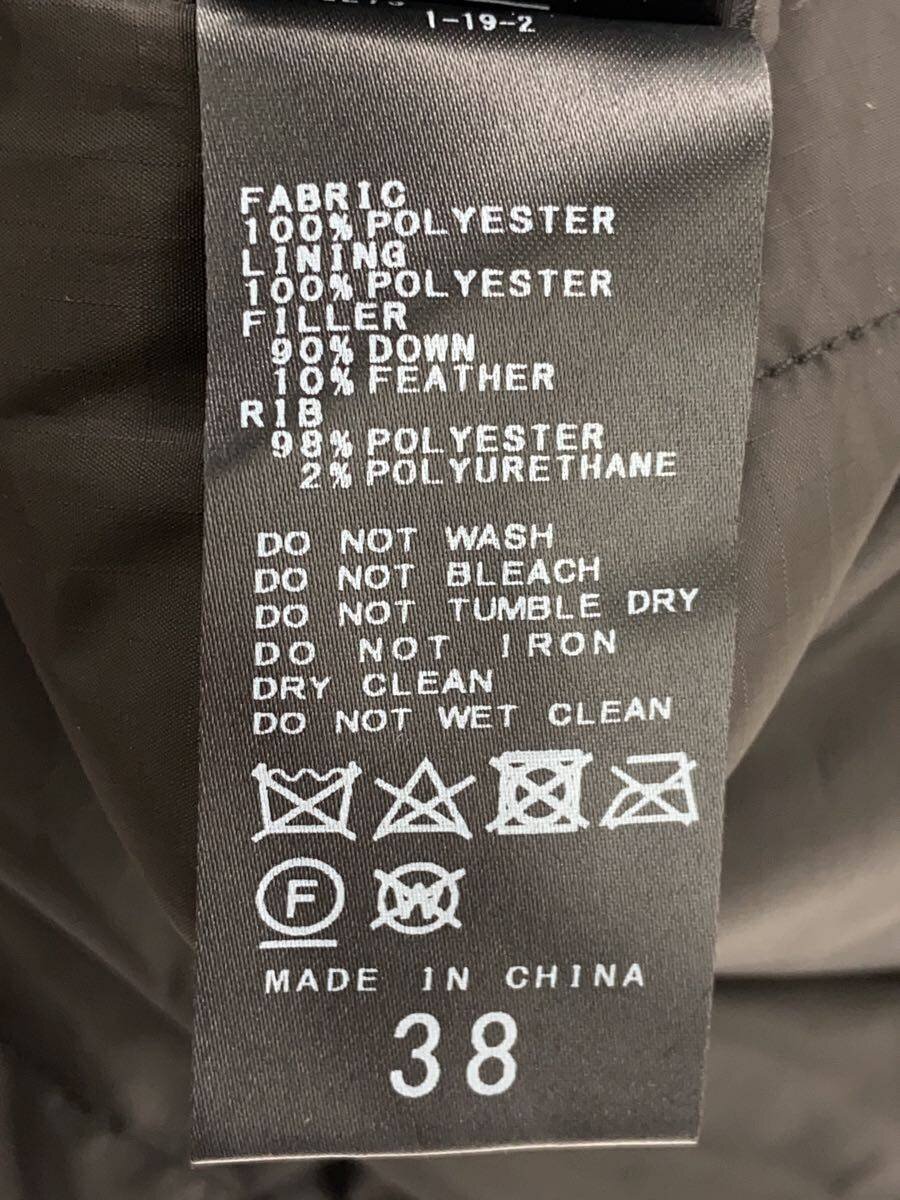 1-19-2
FABRIC
100% POLYESTER
LINING
100% POLYESTER
FILLER
90% DOWN
10% FEATHER
RIB
98% POLYESTER
2% POLYURETHANE
DO NOT WASH
DO NOT BLEACH
DO NOT TUMBLE DRY
DO NOT IRON
DRY CLEAN
DO NOT WET CLEAN
F W
MADE IN CHINA
38